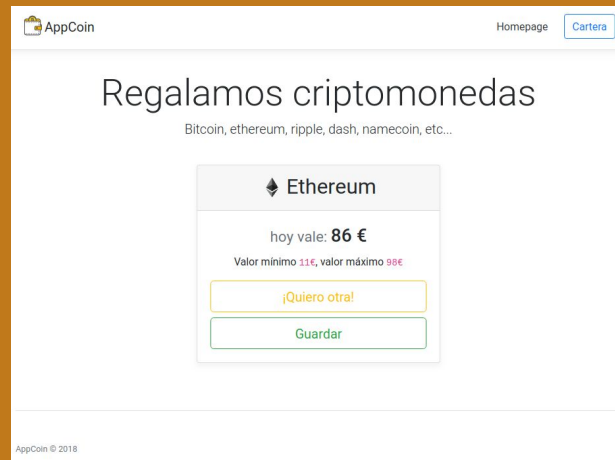 AppCoin
Homepage
Cartera
Regalamos criptomonedas
Bitcoin, ethereum, ripple, dash, namecoin, etc...
Ethereum
hoy vale: 86 €
Valor mínimo 11€, valor máximo 98€
¡Quiero otra!
Guardar
AppCoin © 2018